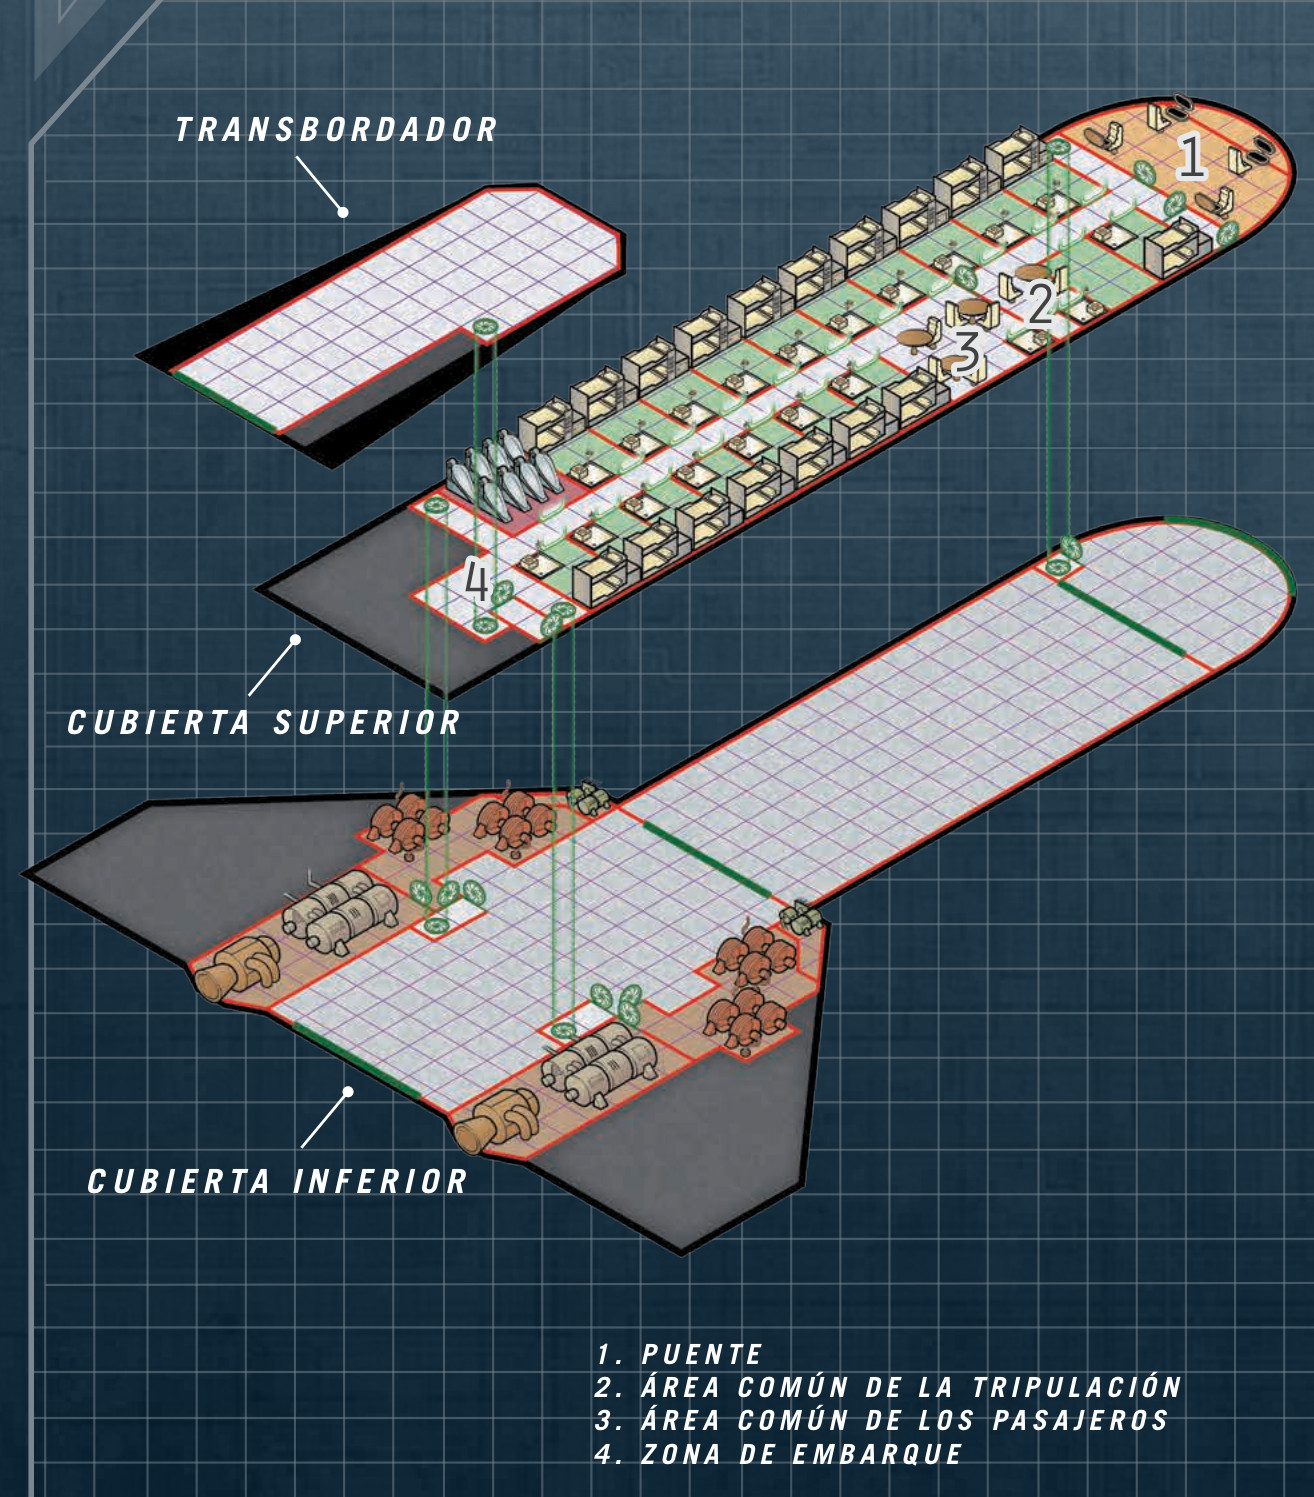 TRANSBORDADOR
1
2
3
4
CUBIERTA SUPERIOR
CUBIERTA INFERIOR
1. PUENTE
2. ÁREA COMÚN DE LA TRIPULACIÓN
3. ÁREA COMÚN DE LOS PASAJEROS
4. ZONA DE EMBARQUE